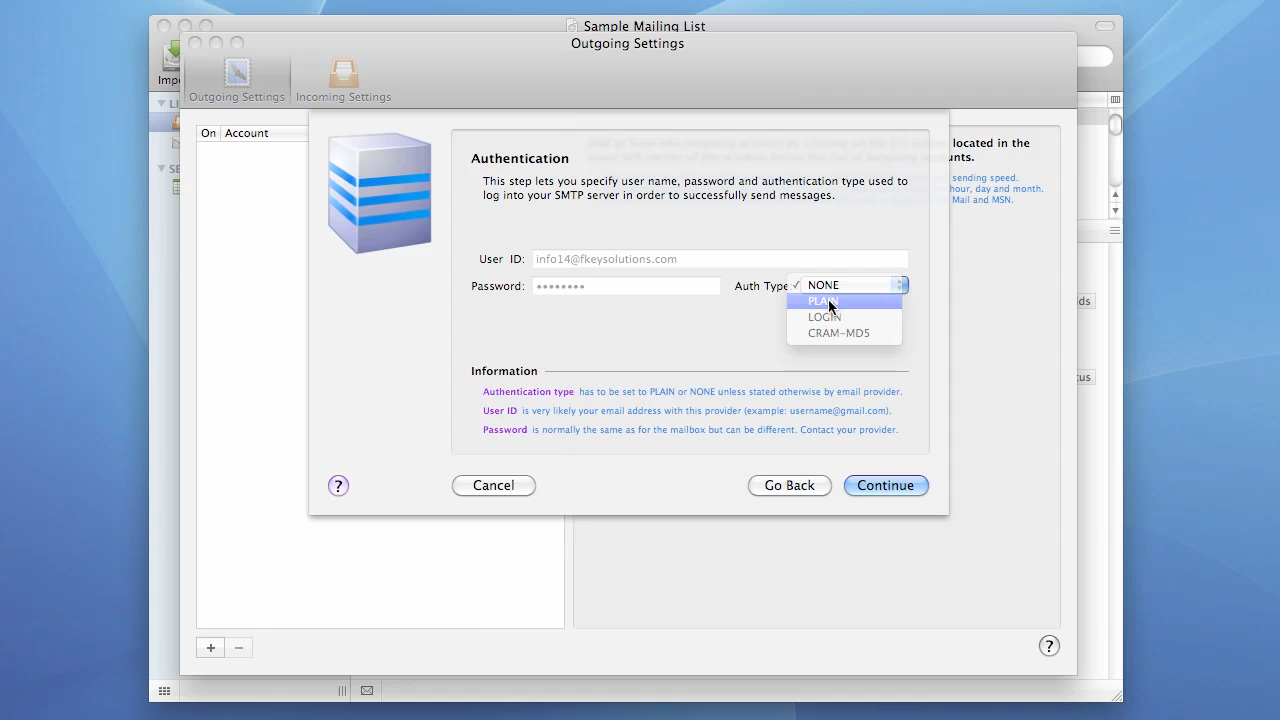 Sample Mailing List
Outgoing Settings
Outgoing Settings
Incoming Settings
On
Account
located in the
Authentication
This step lets you specify user name, password and authentication type used to
log into your SMTP server in order to successfully send messages.
sending speed.
hour, day and month.
Mail and MSN.
User ID:
info14@fkeysolutions.com
Password:
Auth Type
NONE
PLAIN
LOGIN
CRAM-MD5
Information
Authentication type has to be set to PLAIN or NONE unless stated otherwise by email provider.
User ID is very likely your email address with this provider (example: username@gmail.com).
Password is normally the same as for the mailbox but can be different. Contact your provider.
?
Cancel
Go Back
Continue
+
−
?